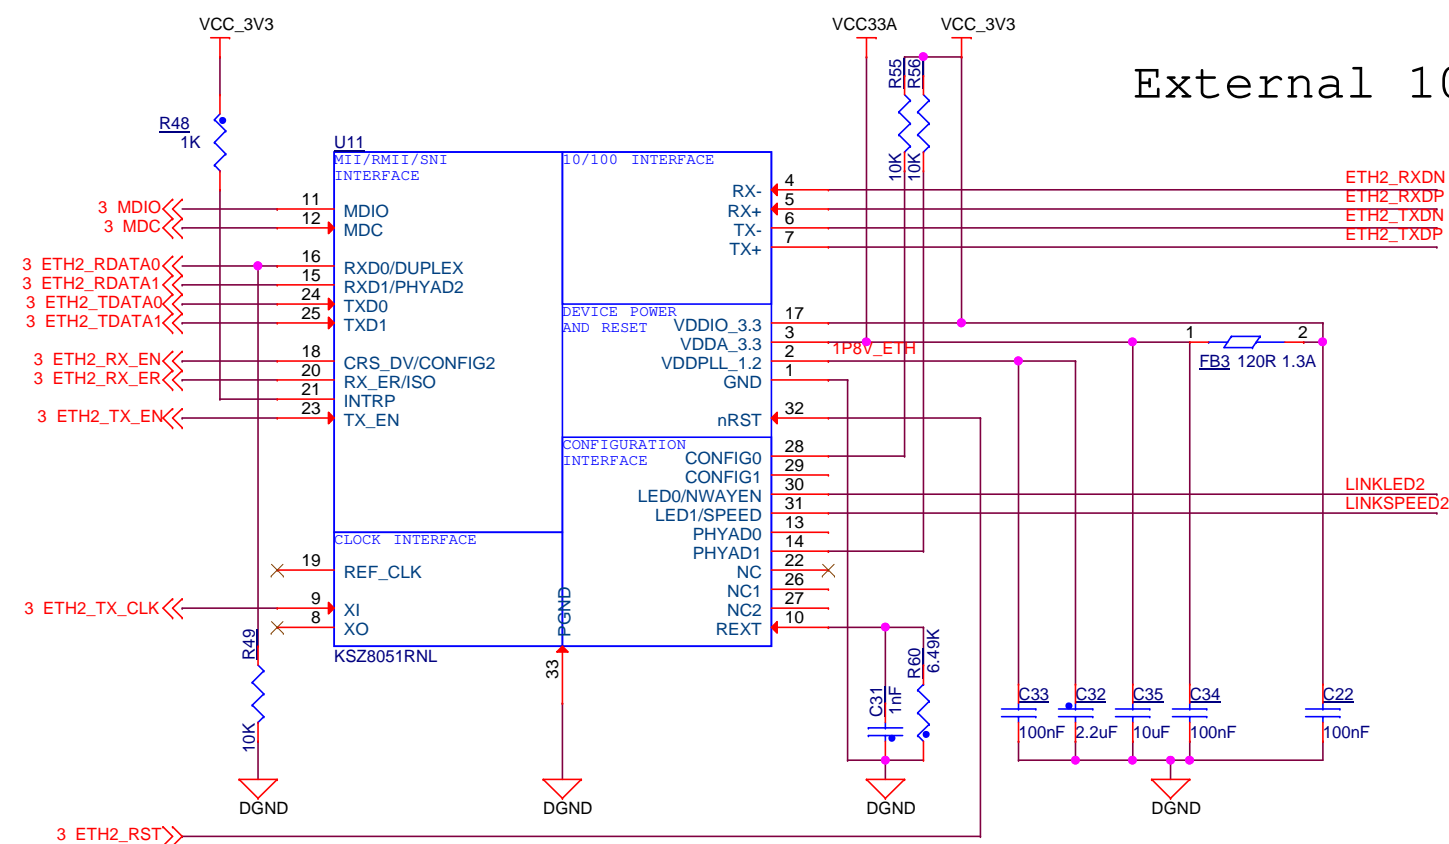 VCC_3V3
VCC33A
VCC_3V3
External 10
R48
1K
R55
R56
10K
10K
U11
MII/RMII/SNI
INTERFACE
10/100 INTERFACE
3 MDIO
11
MDIO
3 MDC
12
MDC
3 ETH2_RDATA0
16
RXD0/DUPLEX
3 ETH2_RDATA1
15
RXD1/PHYAD2
3 ETH2_TDATA0
24
TXD0
3 ETH2_TDATA1
25
TXD1
3 ETH2_RX_EN
18
CRS_DV/CONFIG2
3 ETH2_RX_ER
20
RX_ER/ISO
21
INTRP
3 ETH2_TX_EN
23
TX_EN
RX-
4
ETH2_RXDN
RX+
5
ETH2_RXDP
TX-
6
ETH2_TXDN
TX+
7
ETH2_TXDP
DEVICE POWER
AND RESET
VDDIO_3.3
17
VDDA_3.3
3
VDDPLL_1.2
2
1P8V_ETH
GND
1
nRST
32
1
2
FB3 120R 1.3A
CONFIGURATION
INTERFACE
CONFIG0
28
CONFIG1
29
LED0/NWAYEN
30
LINKLED2
LED1/SPEED
31
LINKSPEED2
PHYAD0
13
PHYAD1
14
NC
22
NC1
26
NC2
27
REXT
10
CLOCK INTERFACE
19
REF_CLK
3 ETH2_TX_CLK
9
XI
8
XO
PGND
33
KSZ8051RNL
R49
10K
C31
1nF
R60
6.49K
C33
100nF
C32
2.2uF
C35
10uF
C34
100nF
C22
100nF
DGND
DGND
DGND
DGND
3 ETH2_RST